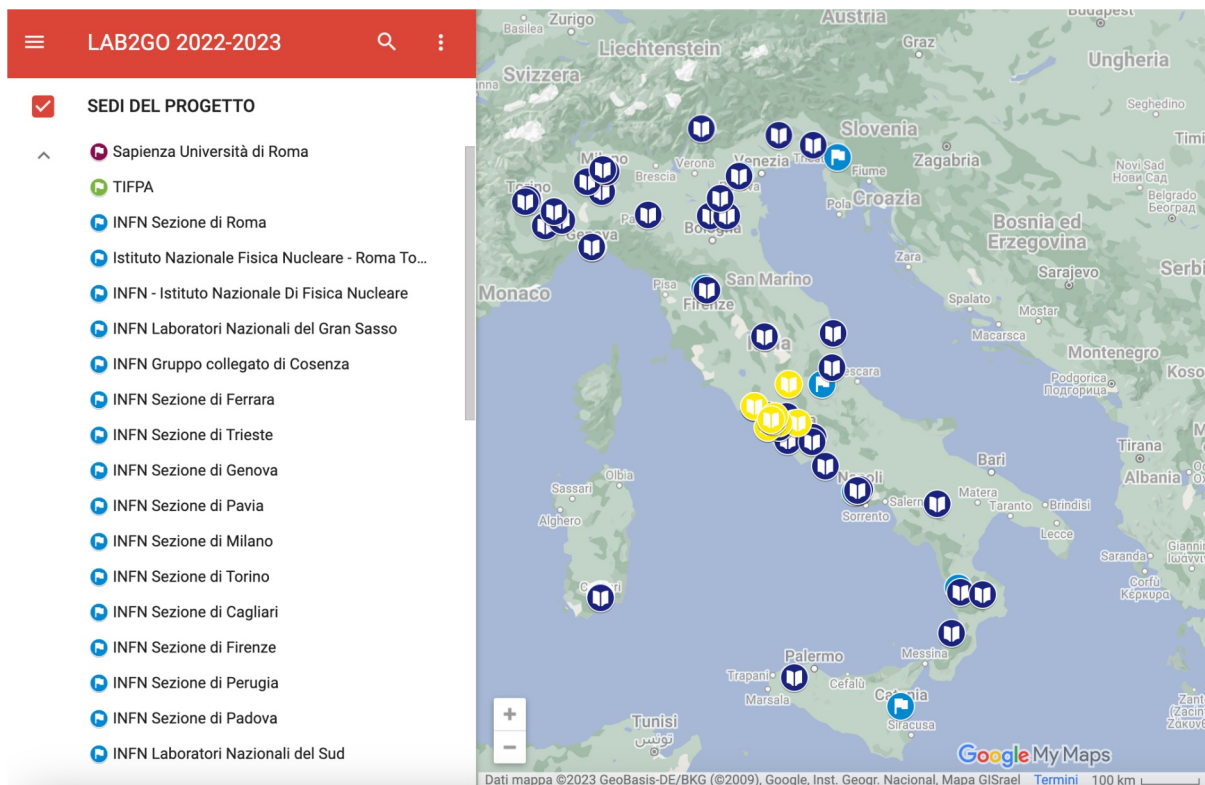 LAB2GO 2022-2023
SEDI DEL PROGETTO
Sapienza Università di Roma
TIFPA
INFN Sezione di Roma
Istituto Nazionale Fisica Nucleare - Roma To...
INFN - Istituto Nazionale Di Fisica Nucleare
INFN Laboratori Nazionali del Gran Sasso
INFN Gruppo collegato di Cosenza
INFN Sezione di Ferrara
INFN Sezione di Trieste
INFN Sezione di Genova
INFN Sezione di Pavia
INFN Sezione di Milano
INFN Sezione di Torino
INFN Sezione di Cagliari
INFN Sezione di Firenze
INFN Sezione di Perugia
INFN Sezione di Padova
INFN Laboratori Nazionali del Sud
Basilea
Zurigo
Austria
Budapest
Liechtenstein
Graz
Ungheria
Svizzera
Seghedino
Slovenia
Zagabria
Milano
Verona
Venezia
Brescia
Fiume
Novi Sad
Нови Сад
Torino
Pola
Croazia
Belgrado
Београд
Genova
Bologna
Bosnia ed
Erzegovina
Zara
Sarajevo
Pisa
San Marino
Monaco
Firenze
Spalato
Mostar
Macarsca
Montenegro
Podgorica
Подгорица
Tirana
Albania
Napoli
Bari
Olbia
Sassari
Alghero
Salern
Sorrento
Matera
Taranto
Brindisi
Lecce
Saranda
Corfù
Κέρκυρα
Messina
Palermo
Trapani
Cefalù
Marsala
Catania
Siracusa
Tunisi
تونس
+
−
Google My Maps
Dati mappa ©2023 GeoBasis-DE/BKG (©2009), Google, Inst. Geogr. Nacional, Mapa GISrael Termini 100 km